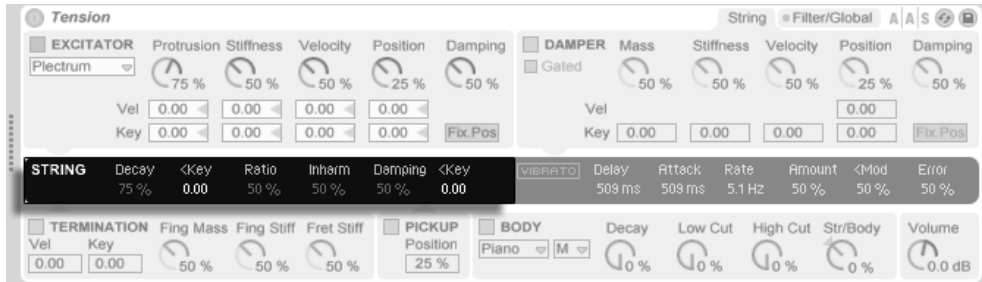 Tension String Filter/Global A A S
EXCITATOR Protrusion Stiffness Velocity Position Damping
Plectrum 75 % 50 % 50 % 25 % 50 %
Vel 0.00 0.00 0.00 0.00
Key 0.00 0.00 0.00 0.00 Fix.Pos
DAMPER Mass Stiffness Velocity Position Damping
Gated 50 % 50 % 50 % 25 % 50 %
Vel 0.00
Key 0.00 0.00 0.00 0.00 Fix.Pos
STRING Decay <Key Ratio Inharm Damping <Key
75 % 0.00 50 % 50 % 50 % 0.00
VIBRATO Delay Attack Rate Amount <Mod Error
509 ms 509 ms 5.1 Hz 50 % 50 % 50 %
TERMINATION Fing Mass Fing Stiff Fret Stiff
Vel Key
0.00 0.00 50 % 50 % 50 %
PICKUP
Position
25 %
BODY Decay Low Cut High Cut Str/Body
Piano M 0 % 0 % 0 % 0 %
Volume
0.0 dB